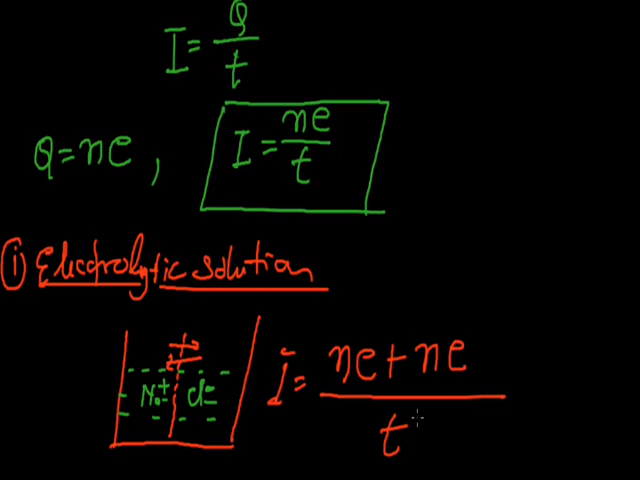 I = Q/t
Q = ne, I = ne/t
(i) Electrolytic solution
Na+ Cl-
i = ne + ne / t